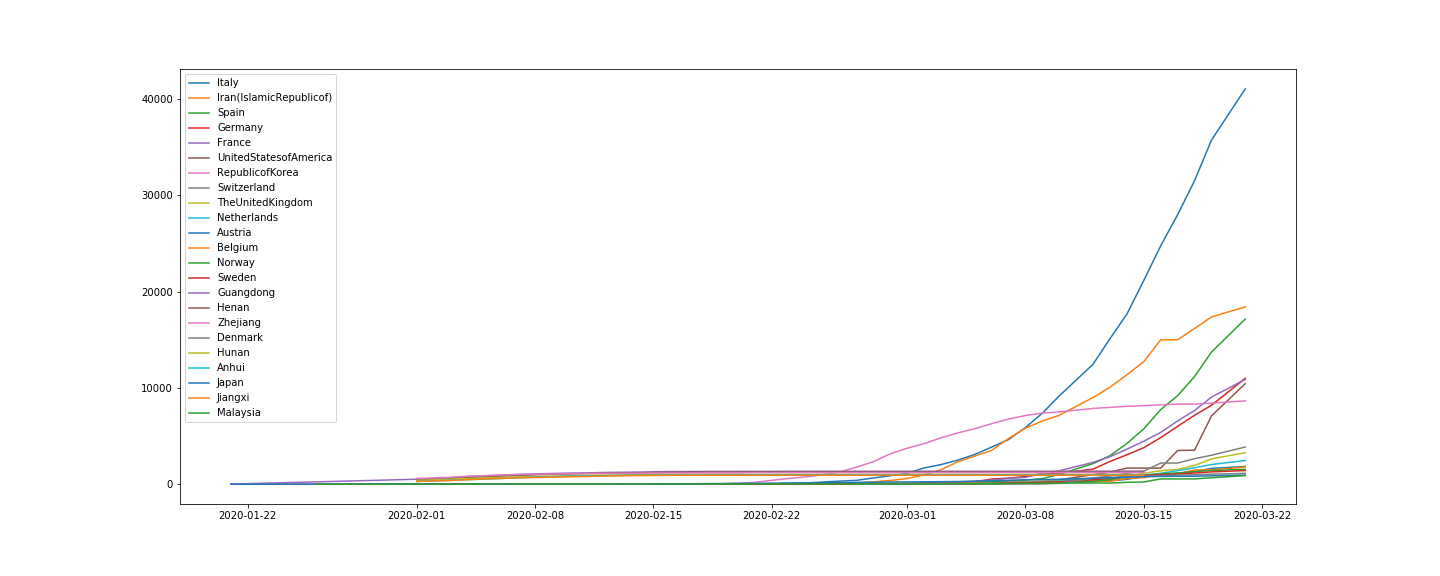 Italy
Iran(IslamicRepublicof)
Spain
Germany
France
UnitedStatesofAmerica
RepublicofKorea
Switzerland
TheUnitedKingdom
Netherlands
Austria
Belgium
Norway
Sweden
Guangdong
Henan
Zhejiang
Denmark
Hunan
Anhui
Japan
Jiangxi
Malaysia
40000
30000
20000
10000
0
2020-01-22 2020-02-01 2020-02-08 2020-02-15 2020-02-22 2020-03-01 2020-03-08 2020-03-15 2020-03-22